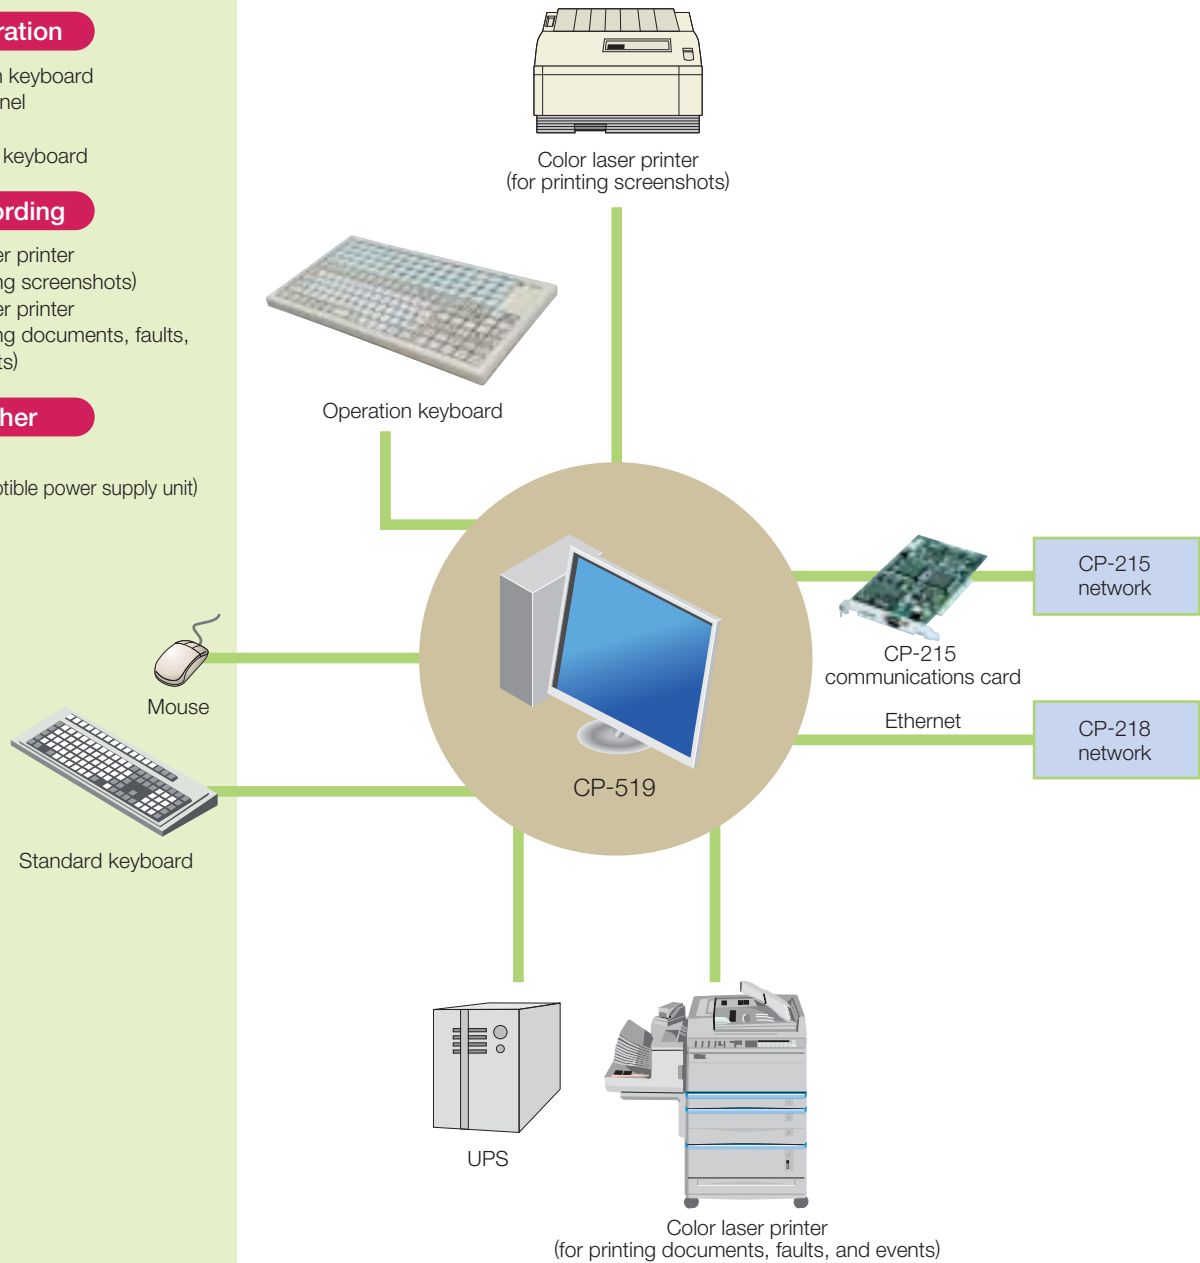 ration
keyboard
nel
keyboard
ording
er printer
ng screenshots)
er printer
ng documents, faults,
ts)
her
tible power supply unit)
Color laser printer
(for printing screenshots)
Operation keyboard
CP-215
network
CP-215
communications card
Ethernet
CP-218
network
Mouse
CP-519
Standard keyboard
UPS
Color laser printer
(for printing documents, faults, and events)